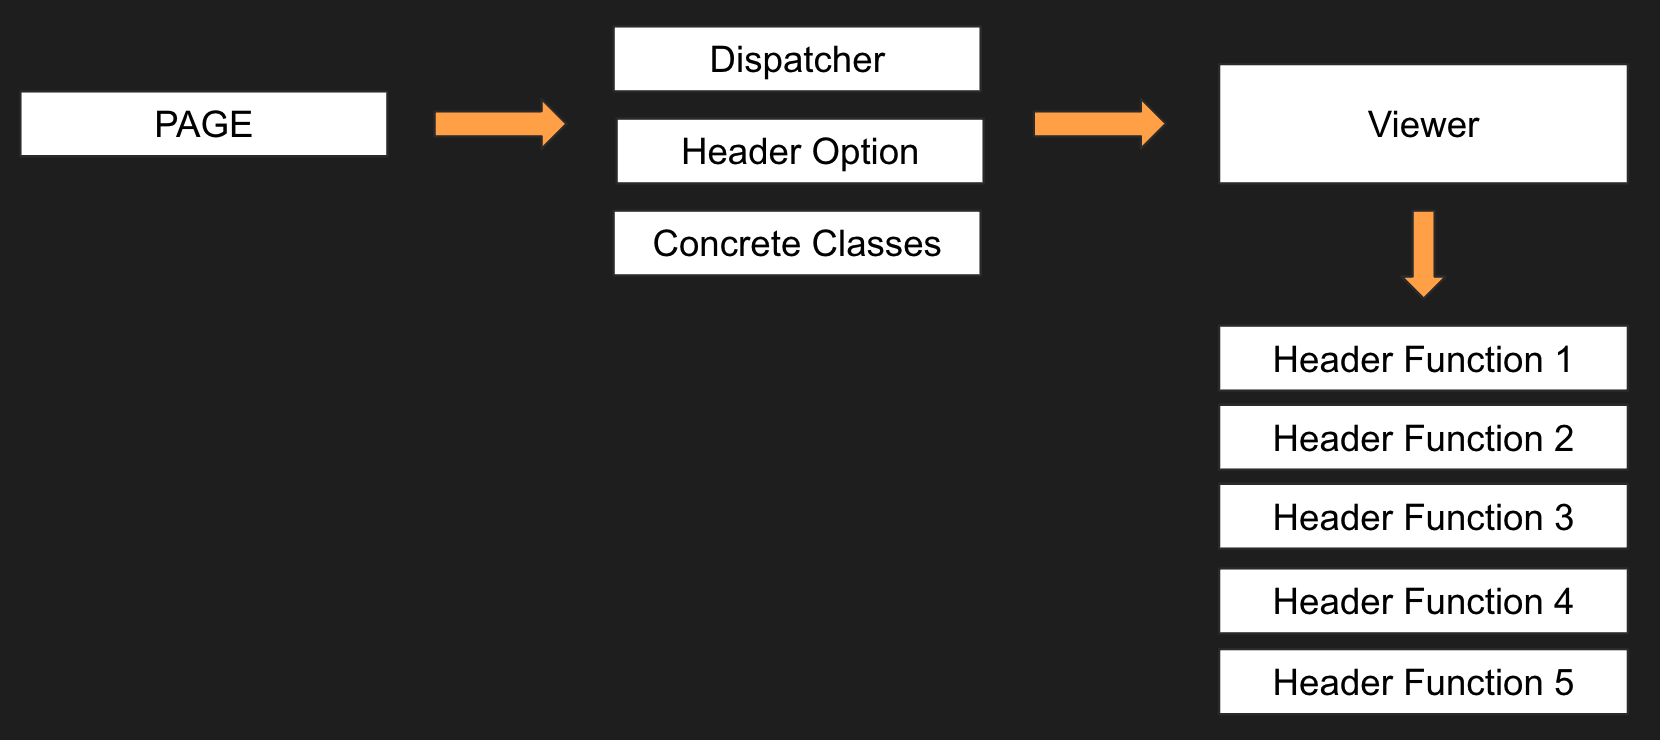 PAGE
Dispatcher
Header Option
Concrete Classes
Viewer
Header Function 1
Header Function 2
Header Function 3
Header Function 4
Header Function 5